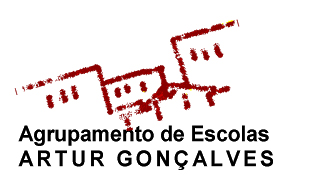 Agrupamento de Escolas
ARTUR GONÇALVES